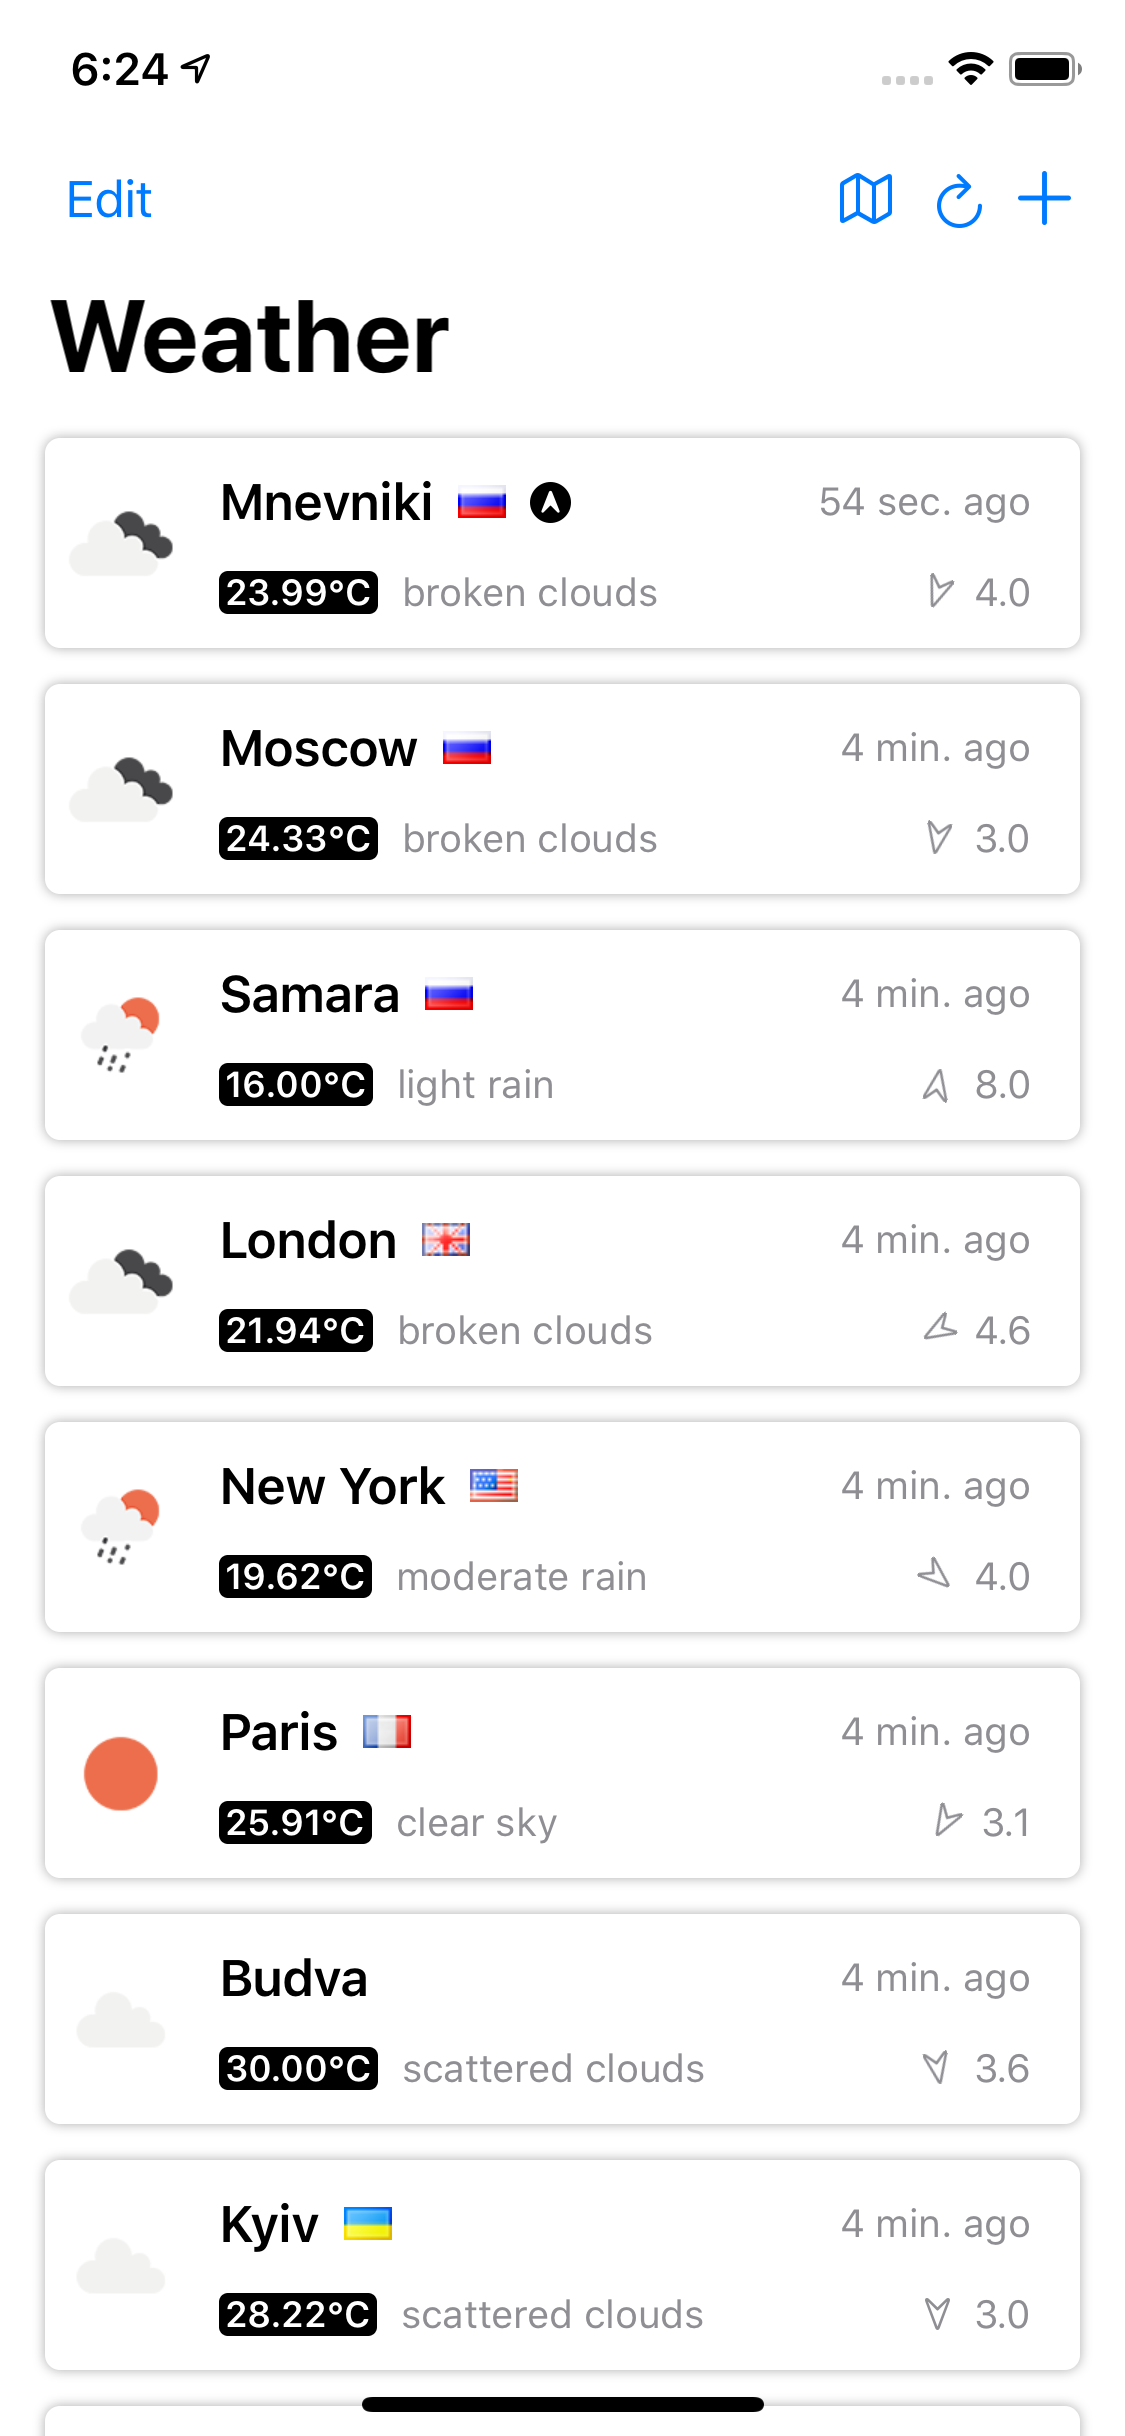 6:24
Edit
Weather
Mnevniki
54 sec. ago
23.99°C broken clouds 4.0
Moscow
4 min. ago
24.33°C broken clouds 3.0
Samara
4 min. ago
16.00°C light rain 8.0
London
4 min. ago
21.94°C broken clouds 4.6
New York
4 min. ago
19.62°C moderate rain 4.0
Paris
4 min. ago
25.91°C clear sky 3.1
Budva
4 min. ago
30.00°C scattered clouds 3.6
Kyiv
4 min. ago
28.22°C scattered clouds 3.0